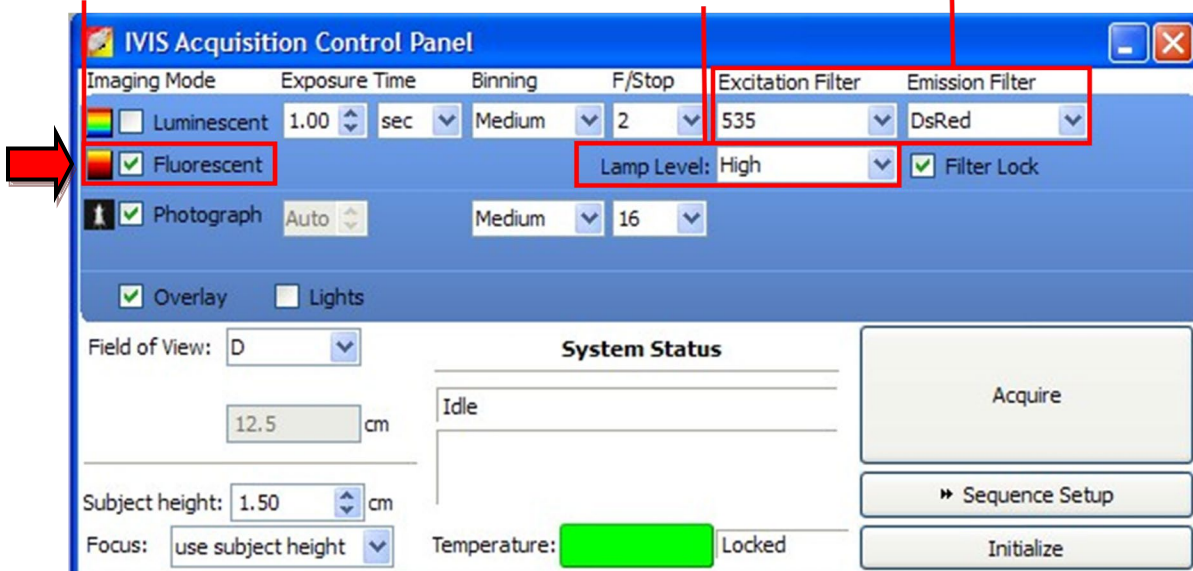 IVIS Acquisition Control Panel
Imaging Mode Exposure Time Binning F/Stop Excitation Filter Emission Filter
Luminescent 1.00 sec Medium 2 535 DsRed
Fluorescent Lamp Level: High Filter Lock
Photograph Auto Medium 16
Overlay Lights
Field of View: D System Status
Acquire
Idle
12.5 cm
Sequence Setup
Subject height: 1.50 cm
Focus: use subject height Temperature: Locked Initialize